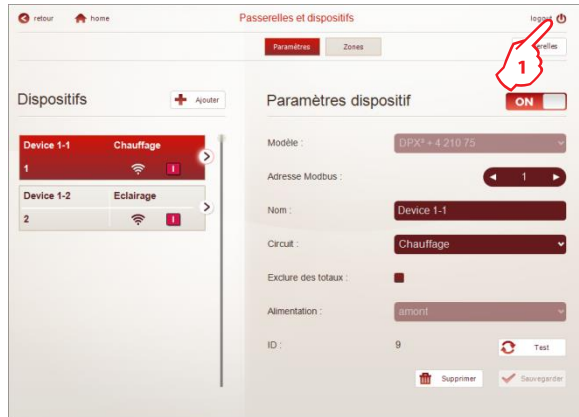 retour home Passerelles et dispositifs logout
Paramètres Zones
1
Dispositifs Ajouter Paramètres dispositif ON
Device 1-1 Chauffage
1 I
Device 1-2 Eclairage
2 I
Modèle : DPX³ + 4 210 75
Adresse Modbus : 1
Nom : Device 1-1
Circuit : Chauffage
Exclure des totaux :
Alimentation : amont
ID : 9 Test
Supprimer Sauvegarder